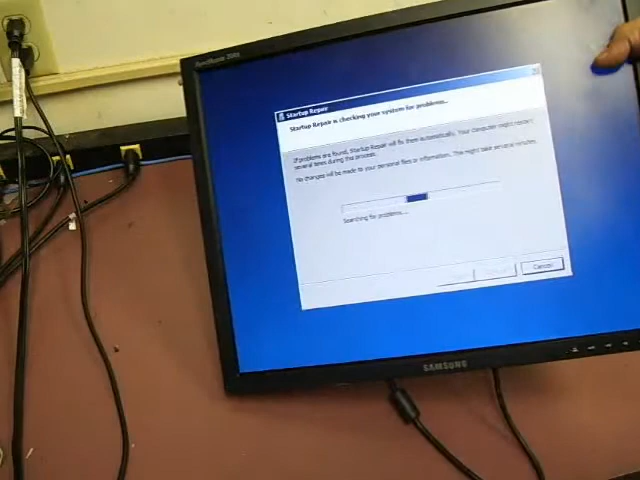 Startup Repair
Startup Repair is checking your system for problems...
If problems are found, Startup Repair will fix them automatically. Your computer might restart
several times during this process.
No changes will be made to your personal files or information. This might take several minutes.
Searching for problems...
Cancel
SAMSUNG